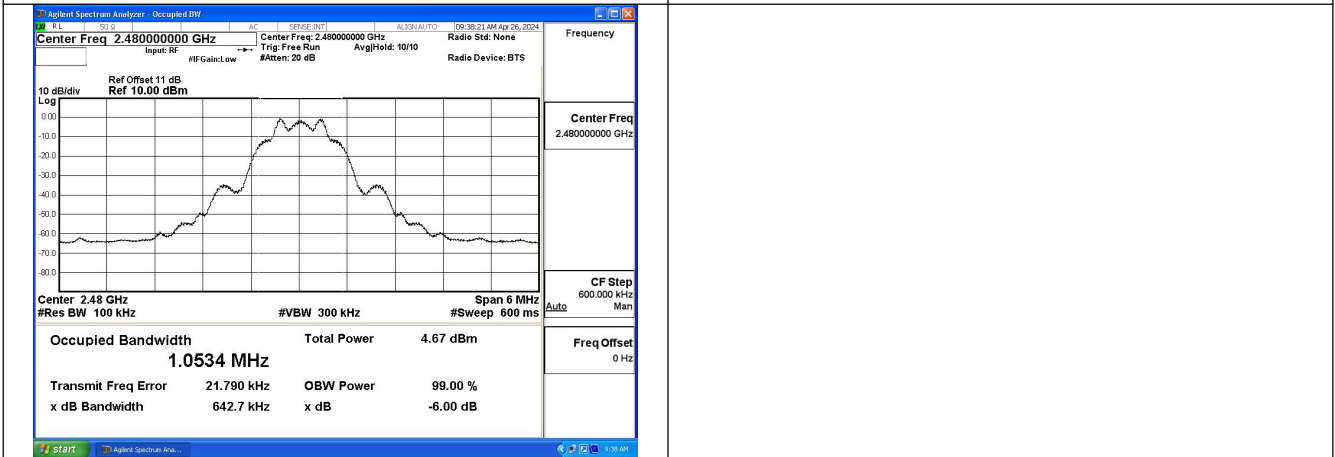 Agilent Spectrum Analyzer - Occupied BW
RL 50 Ω AC SENSE:INT ALIGN AUTO 09:38:21 AM Apr 26, 2024
Center Freq 2.480000000 GHz
Input: RF
#IFGain:Low
Center Freq: 2.480000000 GHz
Trig: Free Run Avg|Hold: 10/10
#Atten: 20 dB
Radio Std: None
Radio Device: BTS
Frequency
Ref Offset 11 dB
10 dB/div Ref 10.00 dBm
Log
0.00
-10.0
-20.0
-30.0
-40.0
-50.0
-60.0
-70.0
-80.0
Center 2.48 GHz Span 6 MHz
#Res BW 100 kHz #VBW 300 kHz #Sweep 600 ms
Center Freq
2.480000000 GHz
CF Step
600.000 kHz
Auto Man
Freq Offset
0 Hz
Occupied Bandwidth Total Power 4.67 dBm
1.0534 MHz
Transmit Freq Error 21.790 kHz OBW Power 99.00 %
x dB Bandwidth 642.7 kHz x dB -6.00 dB
start Agilent Spectrum Ana... 9:38 AM